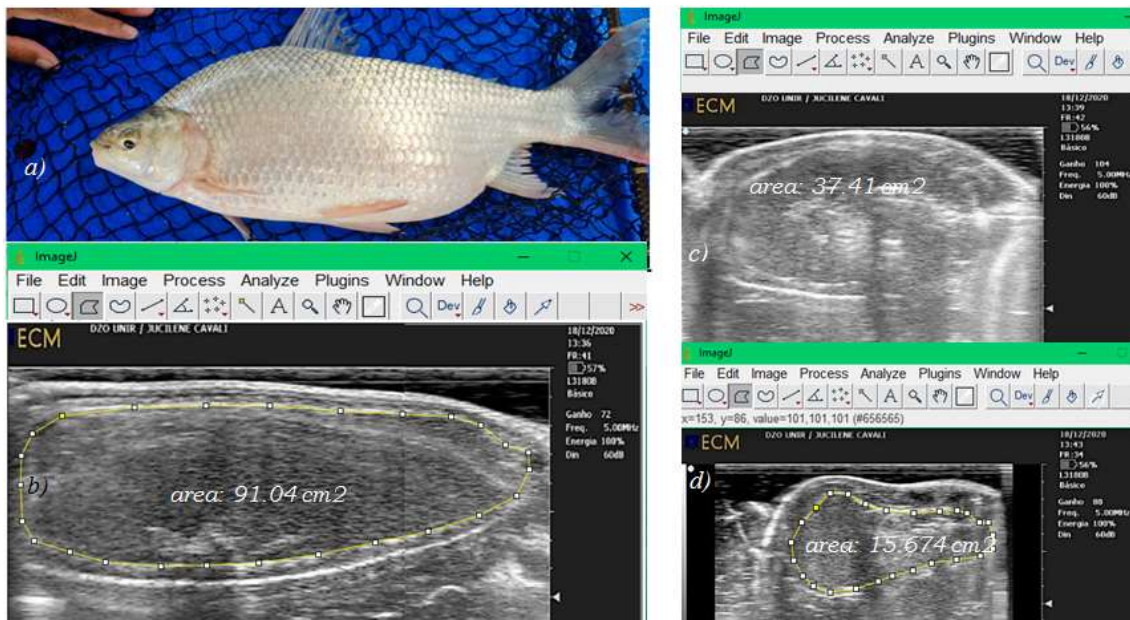 a)
ImageJ
File Edit Image Process Analyze Plugins Window Help
Dev
>>
ECM
DZO UNIR / JUCILENE CAVALI
18/12/2020
13:36
FR:41
57%
L3180B
Básico
Ganho 72
Freq. 5.00MHz
Energia 100%
Din 60dB
b)
area: 91.04 cm2
ImageJ
File Edit Image Process Analyze Plugins Window Help
Dev
ECM
DZO UNIR / JUCILENE CAVALI
18/12/2020
13:39
FR:42
56%
L3180B
Básico
Ganho 104
Freq. 5.00MHz
Energia 100%
Din 60dB
area: 37.41 cm2
c)
ImageJ
File Edit Image Process Analyze Plugins Window Help
Dev
x=153, y=86, value=101,101,101 (#656565)
ECM
DZO UNIR / JUCILENE CAVALI
18/12/2020
13:43
FR:34
56%
L3180B
Básico
Ganho 80
Freq. 5.00MHz
Energia 100%
Din 60dB
d)
area: 15.674 cm2